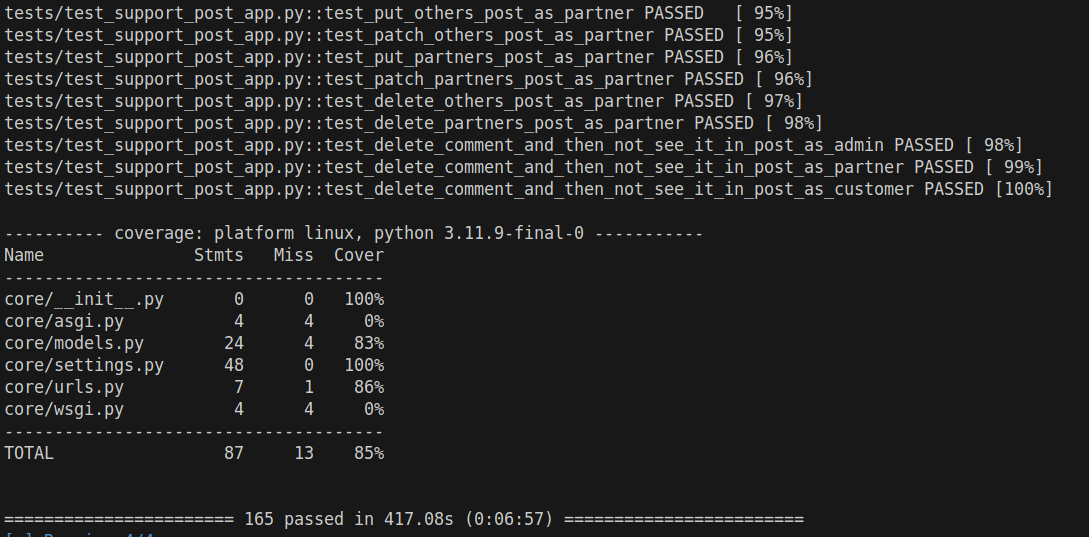 tests/test_support_post_app.py::test_put_others_post_as_partner PASSED   [ 95%]
tests/test_support_post_app.py::test_patch_others_post_as_partner PASSED [ 95%]
tests/test_support_post_app.py::test_put_partners_post_as_partner PASSED [ 96%]
tests/test_support_post_app.py::test_patch_partners_post_as_partner PASSED [ 96%]
tests/test_support_post_app.py::test_delete_others_post_as_partner PASSED [ 97%]
tests/test_support_post_app.py::test_delete_partners_post_as_partner PASSED [ 98%]
tests/test_support_post_app.py::test_delete_comment_and_then_not_see_it_in_post_as_admin PASSED [ 98%]
tests/test_support_post_app.py::test_delete_comment_and_then_not_see_it_in_post_as_partner PASSED [ 99%]
tests/test_support_post_app.py::test_delete_comment_and_then_not_see_it_in_post_as_customer PASSED [100%]
---------- coverage: platform linux, python 3.11.9-final-0 -----------
Name               Stmts   Miss  Cover
--------------------------------------
core/__init__.py       0      0   100%
core/asgi.py           4      4     0%
core/models.py        24      4    83%
core/settings.py      48      0   100%
core/urls.py           7      1    86%
core/wsgi.py           4      4     0%
--------------------------------------
TOTAL                 87     13    85%
======================= 165 passed in 417.08s (0:06:57) ========================